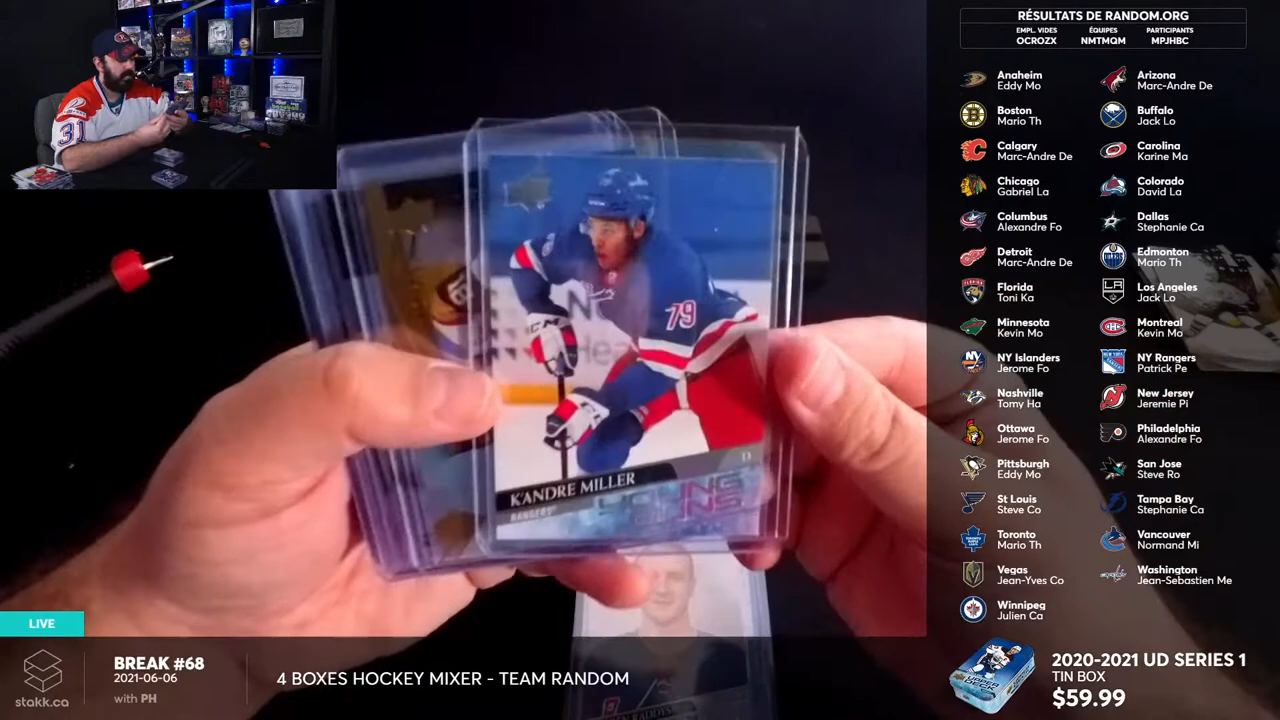 RÉSULTATS DE RANDOM.ORG
EMPL. VIDES ÉQUIPES PARTICIPANTS
OCROZX NMTMQM MPJHBC
Anaheim
Eddy Mo
Arizona
Marc-Andre De
Boston
Mario Th
Buffalo
Jack Lo
Calgary
Marc-Andre De
Carolina
Karine Ma
Chicago
Gabriel La
Colorado
David La
Columbus
Alexandre Fo
Dallas
Stephanie Ca
Detroit
Marc-Andre De
Edmonton
Mario Th
Florida
Toni Ka
Los Angeles
Jack Lo
Minnesota
Kevin Mo
Montreal
Kevin Mo
NY Islanders
Jerome Fo
NY Rangers
Patrick Pe
Nashville
Tomy Ha
New Jersey
Jeremie Pi
Ottawa
Jerome Fo
Philadelphia
Alexandre Fo
Pittsburgh
Eddy Mo
San Jose
Steve Ro
St Louis
Steve Co
Tampa Bay
Stephanie Ca
Toronto
Mario Th
Vancouver
Normand Mi
Vegas
Jean-Yves Co
Washington
Jean-Sebastien Me
Winnipeg
Julien Ca
31
79
CCM
K'ANDRE MILLER
RANGERS
YOUNG
GUNS
LIVE
stakk.ca
BREAK #68
2021-06-06
with PH
4 BOXES HOCKEY MIXER - TEAM RANDOM
2020-2021 UD SERIES 1
TIN BOX
$59.99